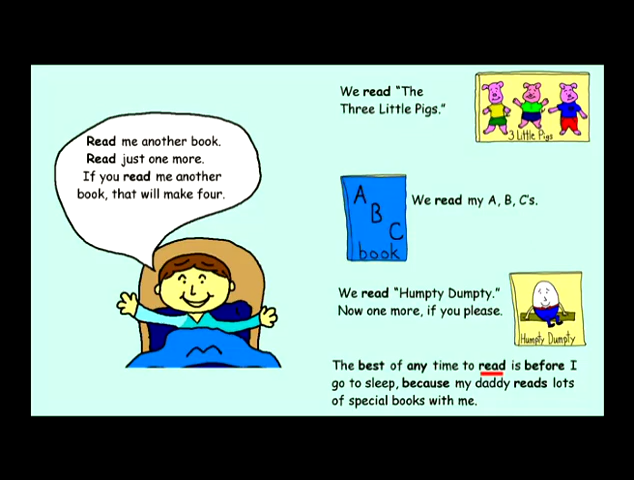 Read me another book.
Read just one more.
If you read me another
book, that will make four.
We read “The
Three Little Pigs.”
3 Little Pigs
A
B
C
book
We read my A, B, C’s.
We read “Humpty Dumpty.”
Now one more, if you please.
Humpty Dumpty
The best of any time to read is before I
go to sleep, because my daddy reads lots
of special books with me.